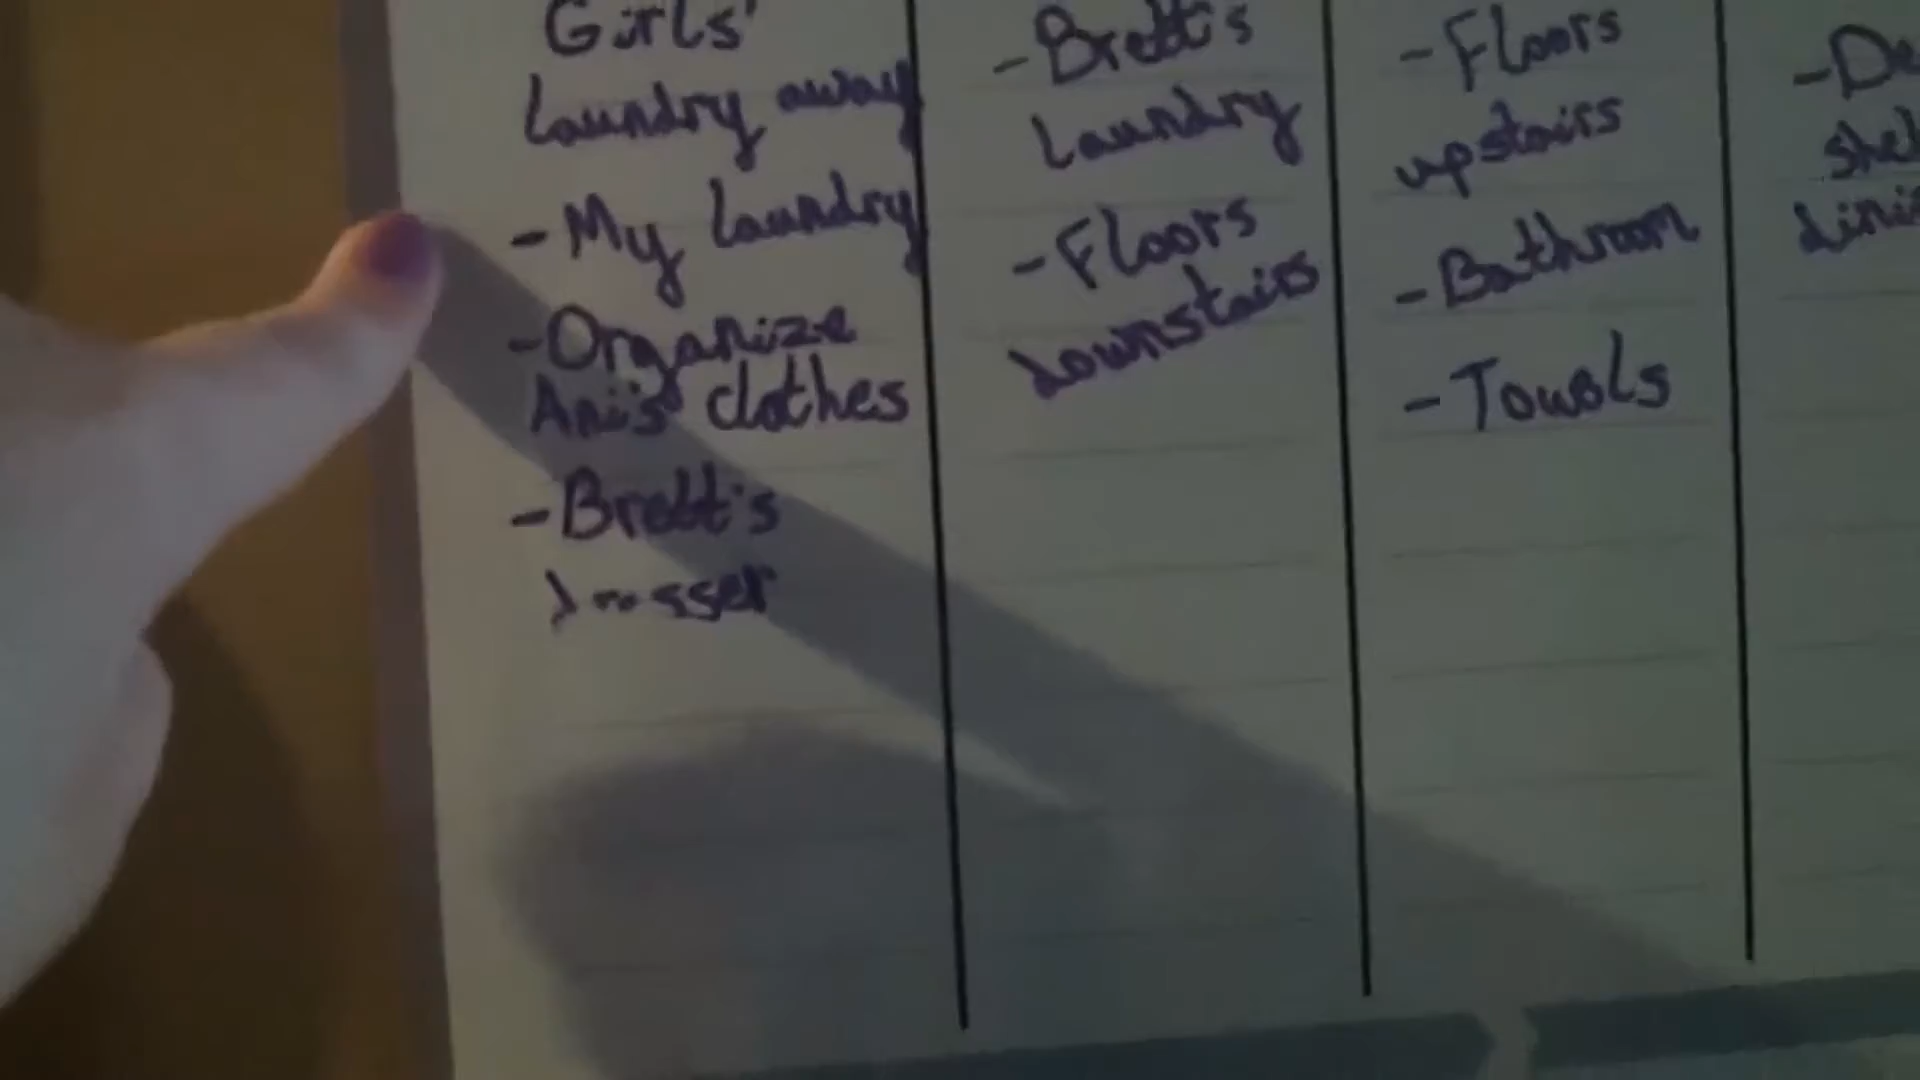 Girls'
Laundry away
- My Laundry
- Organize
Ani's clothes
- Brett's
dresser
- Brett's
Laundry
- Floors
downstairs
- Floors
upstairs
- Bathroom
- Towels